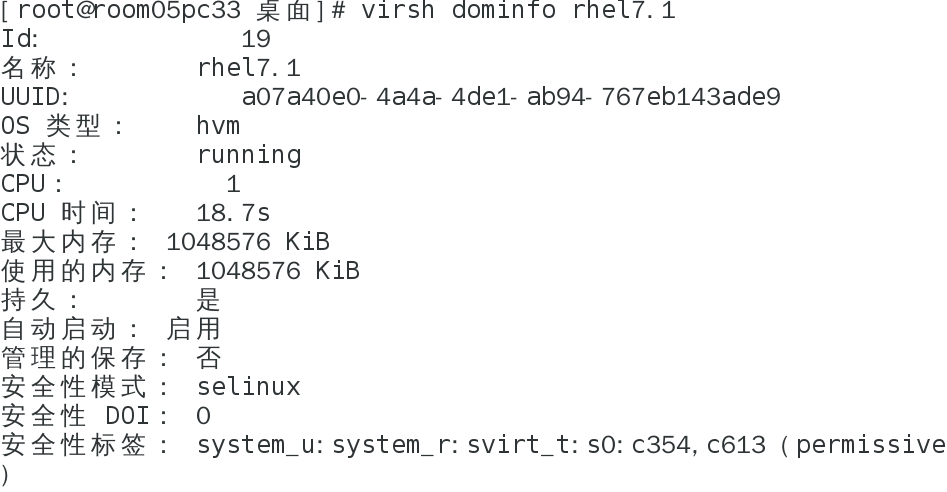 [root@room05pc33 桌面]# virsh dominfo rhel7.1
Id: 19
名称： rhel7.1
UUID: a07a40e0-4a4a-4de1-ab94-767eb143ade9
OS 类型： hvm
状态： running
CPU： 1
CPU 时间： 18.7s
最大内存： 1048576 KiB
使用的内存： 1048576 KiB
持久： 是
自动启动： 启用
管理的保存： 否
安全性模式： selinux
安全性 DOI： 0
安全性标签： system_u:system_r:svirt_t:s0:c354,c613 (permissive
)